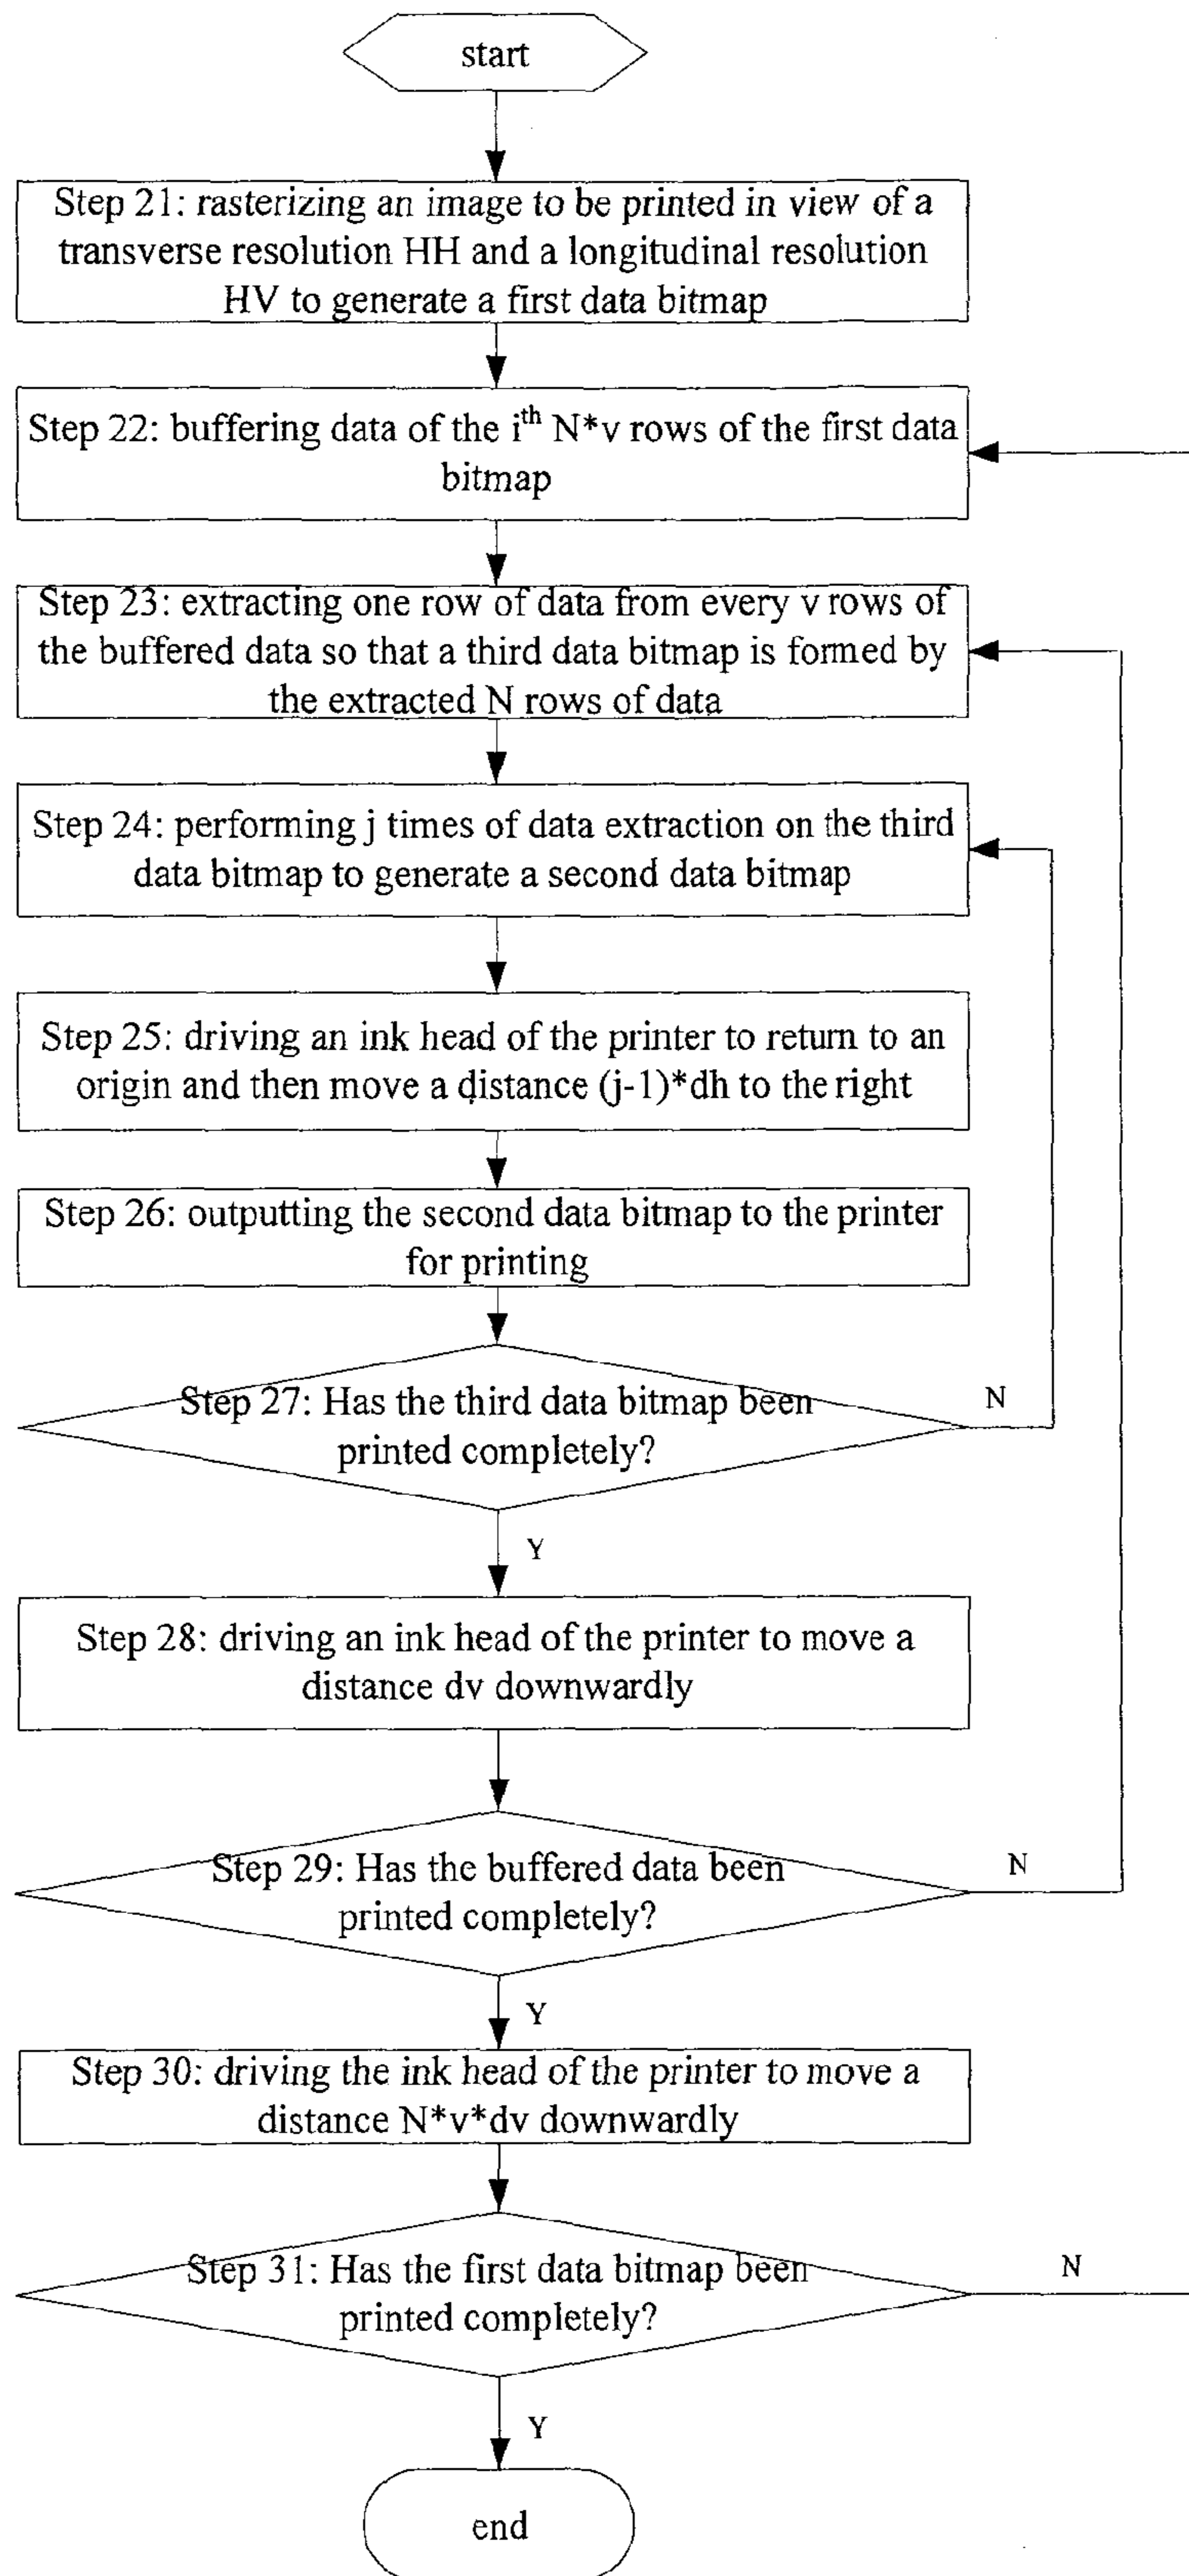 start
Step 21: rasterizing an image to be printed in view of a
transverse resolution HH and a longitudinal resolution
HV to generate a first data bitmap
Step 22: buffering data of the iᵗʰ N*v rows of the first data
bitmap
Step 23: extracting one row of data from every v rows of
the buffered data so that a third data bitmap is formed by
the extracted N rows of data
Step 24: performing j times of data extraction on the third
data bitmap to generate a second data bitmap
Step 25: driving an ink head of the printer to return to an
origin and then move a distance (j-1)*dh to the right
Step 26: outputting the second data bitmap to the printer
for printing
Step 27: Has the third data bitmap been
printed completely?
N
Y
Step 28: driving an ink head of the printer to move a
distance dv downwardly
Step 29: Has the buffered data been
printed completely?
N
Y
Step 30: driving the ink head of the printer to move a
distance N*v*dv downwardly
Step 31: Has the first data bitmap been
printed completely?
N
Y
end